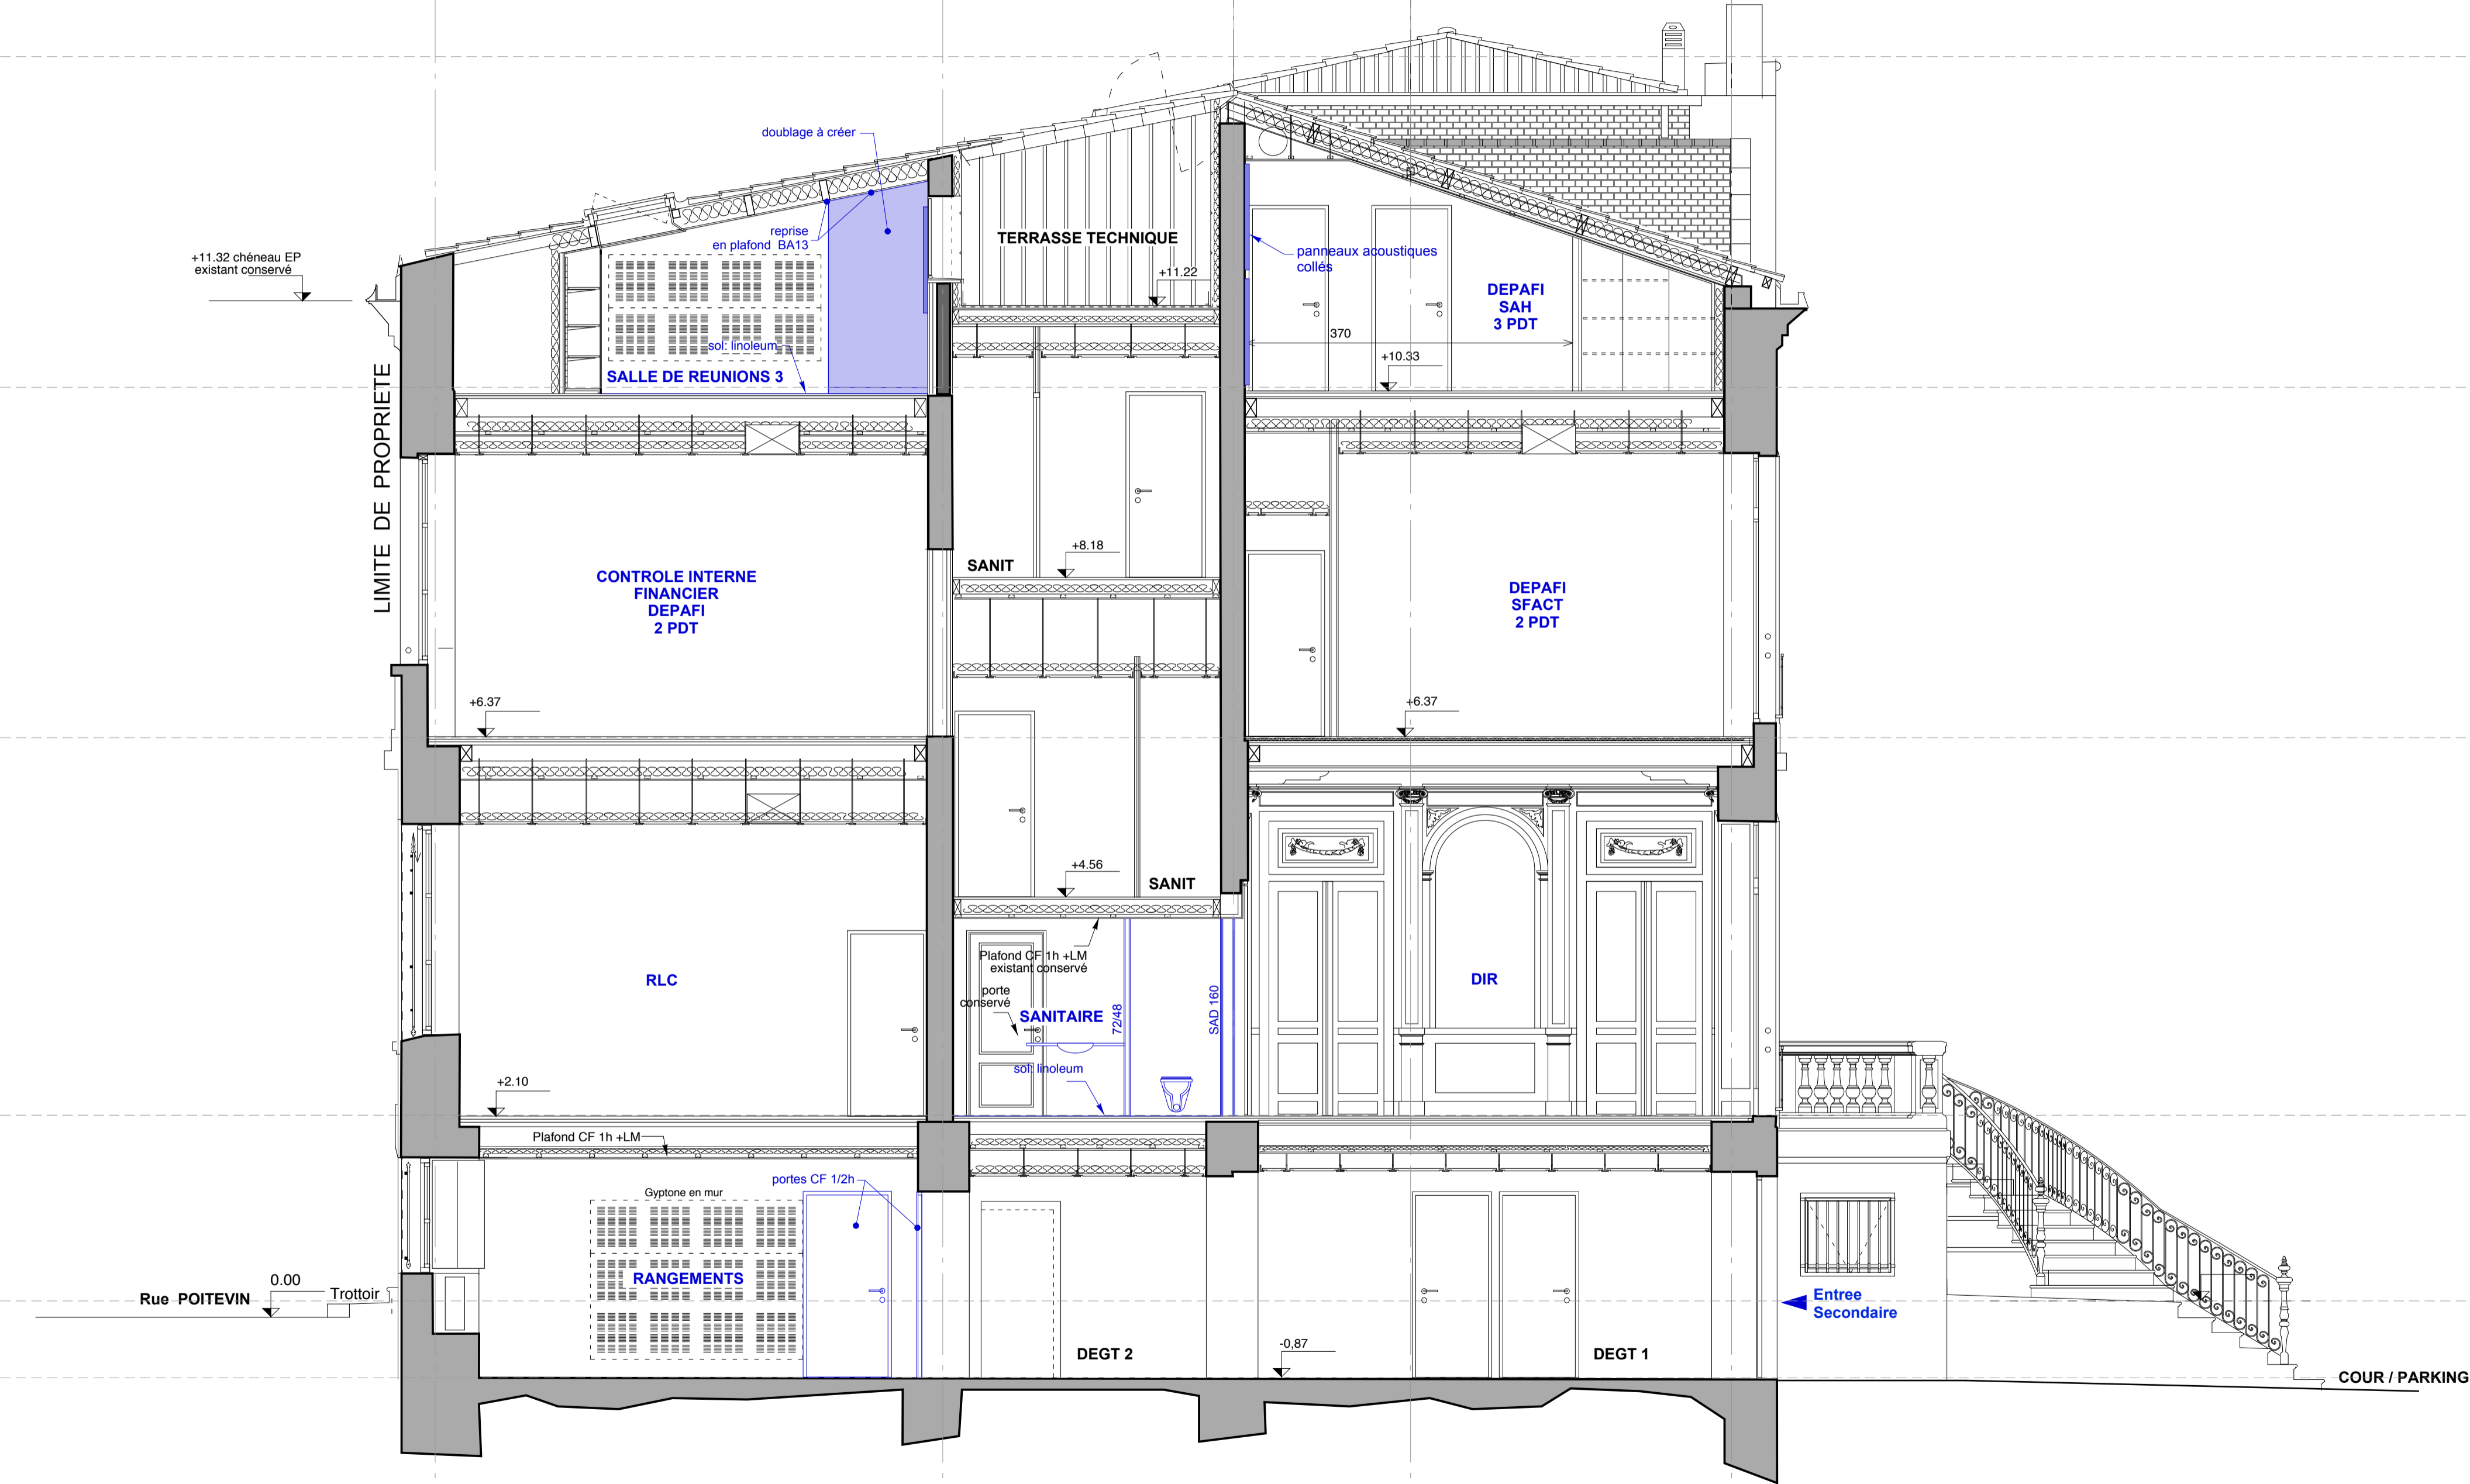 doublage à créer
reprise
en plafond BA13
TERRASSE TECHNIQUE
+11.22
panneaux acoustiques
collés
+11.32 chéneau EP
existant conservé
DEPAFI
SAH
3 PDT
370
+10.33
sol: linoleum
SALLE DE REUNIONS 3
LIMITE DE PROPRIETE
+8.18
SANIT
CONTROLE INTERNE
FINANCIER
DEPAFI
2 PDT
DEPAFI
SFACT
2 PDT
+6.37
+6.37
+4.56
SANIT
Plafond CF 1h +LM
existant conservé
RLC
DIR
porte
conservé
SANITAIRE
72/48
SAD 160
sol: linoleum
+2.10
Plafond CF 1h +LM
portes CF 1/2h
Gyptone en mur
RANGEMENTS
0.00
Trottoir
Rue POITEVIN
Entree
Secondaire
-0,87
DEGT 2
DEGT 1
COUR / PARKING